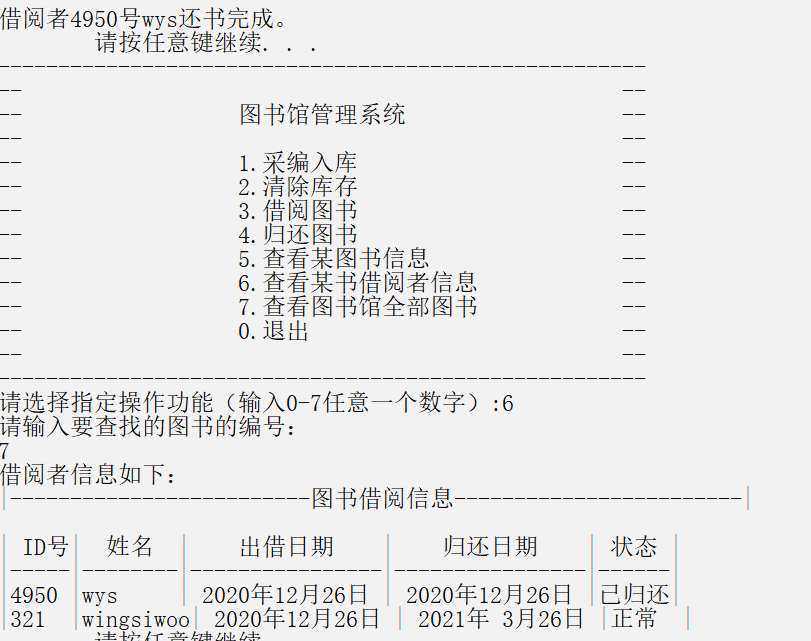 借阅者4950号wys还书完成。
请按任意键继续. . .
------------------------------------------------------
-- --
-- 图书馆管理系统 --
-- --
-- 1.采编入库 --
-- 2.清除库存 --
-- 3.借阅图书 --
-- 4.归还图书 --
-- 5.查看某图书信息 --
-- 6.查看某书借阅者信息 --
-- 7.查看图书馆全部图书 --
-- 0.退出 --
-- --
------------------------------------------------------
请选择指定操作功能（输入0-7任意一个数字）:6
请输入要查找的图书的编号:
7
借阅者信息如下:
|-------------------------图书借阅信息------------------------|
| ID号| 姓名 | 出借日期 | 归还日期 | 状态 |
|-----|--------|----------------|----------------|------|
|4950 |wys | 2020年12月26日 | 2020年12月26日 |己归还|
|321 |wingsiwoo| 2020年12月26日 | 2021年 3月26日 |正常 |
请按任意键继续